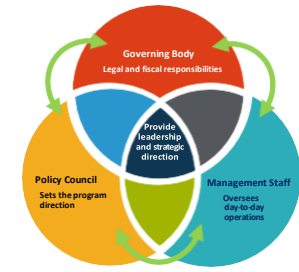 Governing Body
Legal and fiscal responsibilities
Provide
leadership
and strategic
direction
Policy Council
Sets the program
direction
Management Staff
Oversees
day-to-day
operations